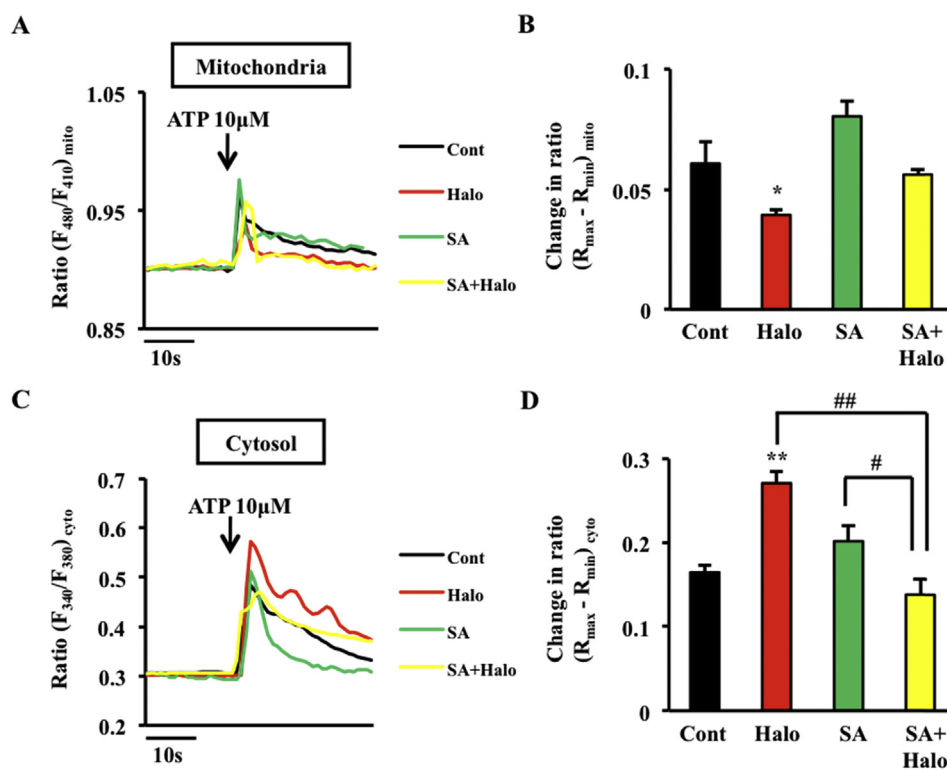 A
Mitochondria
1.05
0.95
0.85
Ratio (F480/F410) mito
ATP 10μM
Cont
Halo
SA
SA+Halo
10s
B
0.1
0.05
0
Change in ratio
(Rmax - Rmin) mito
*
Cont
Halo
SA
SA+
Halo
C
Cytosol
0.7
0.6
0.5
0.4
0.3
0.2
Ratio (F340/F380) cyto
ATP 10μM
Cont
Halo
SA
SA+Halo
10s
D
##
#
**
0.3
0.2
0.1
0
Change in ratio
(Rmax - Rmin) cyto
Cont
Halo
SA
SA+
Halo